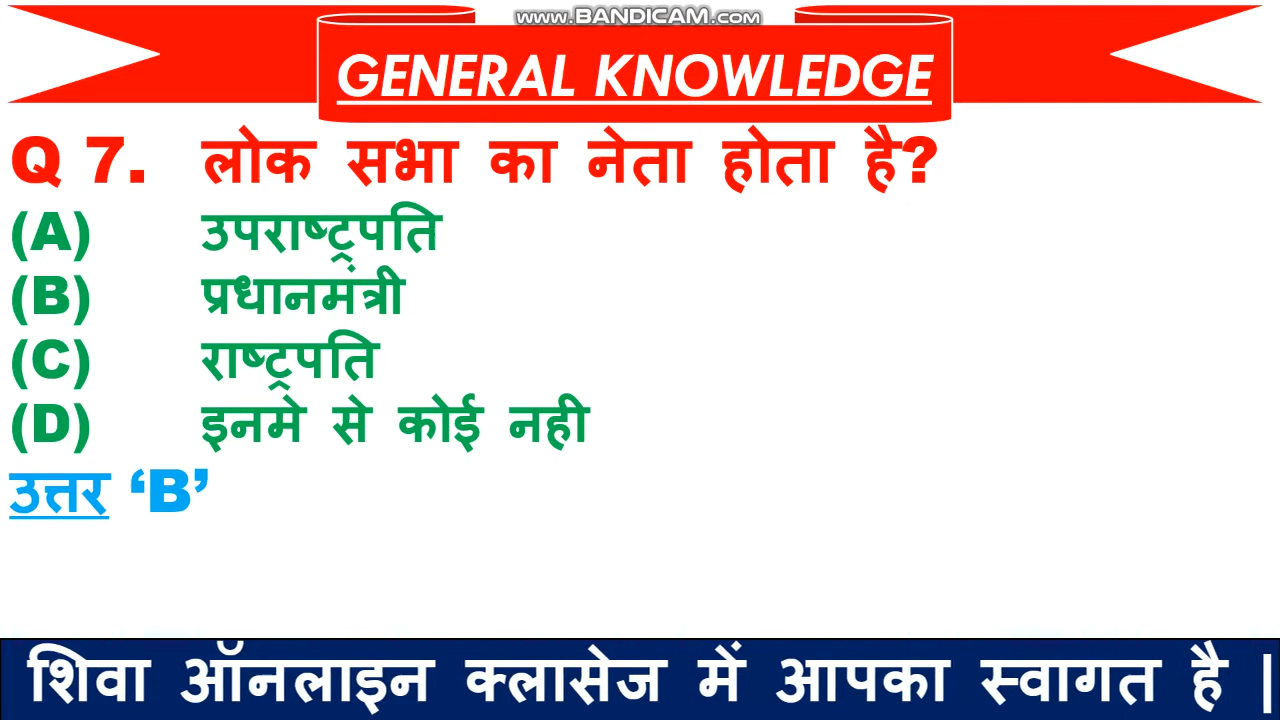 www.BANDICAM.com
GENERAL KNOWLEDGE
Q 7. लोक सभा का नेता होता है?
(A) उपराष्ट्रपति
(B) प्रधानमंत्री
(C) राष्ट्रपति
(D) इनमे से कोई नही
उत्तर ‘B’
शिवा ऑनलाइन क्लासेज में आपका स्वागत है |